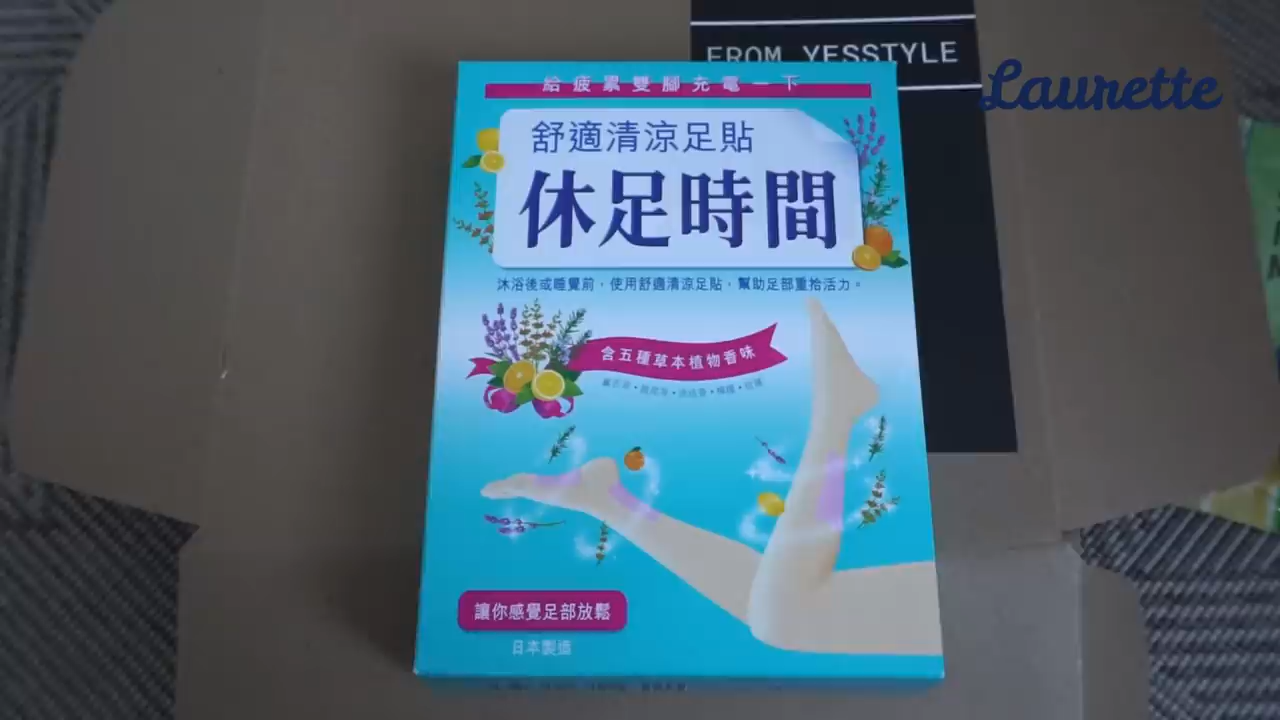 FROM YESSTYLE
Laurette
給疲累雙腳充電一下
舒適清涼足貼
休足時間
沐浴後或睡覺前，使用舒適清涼足貼，幫助足部重拾活力。
含五種草本植物香味
讓你感覺足部放鬆
日本製造